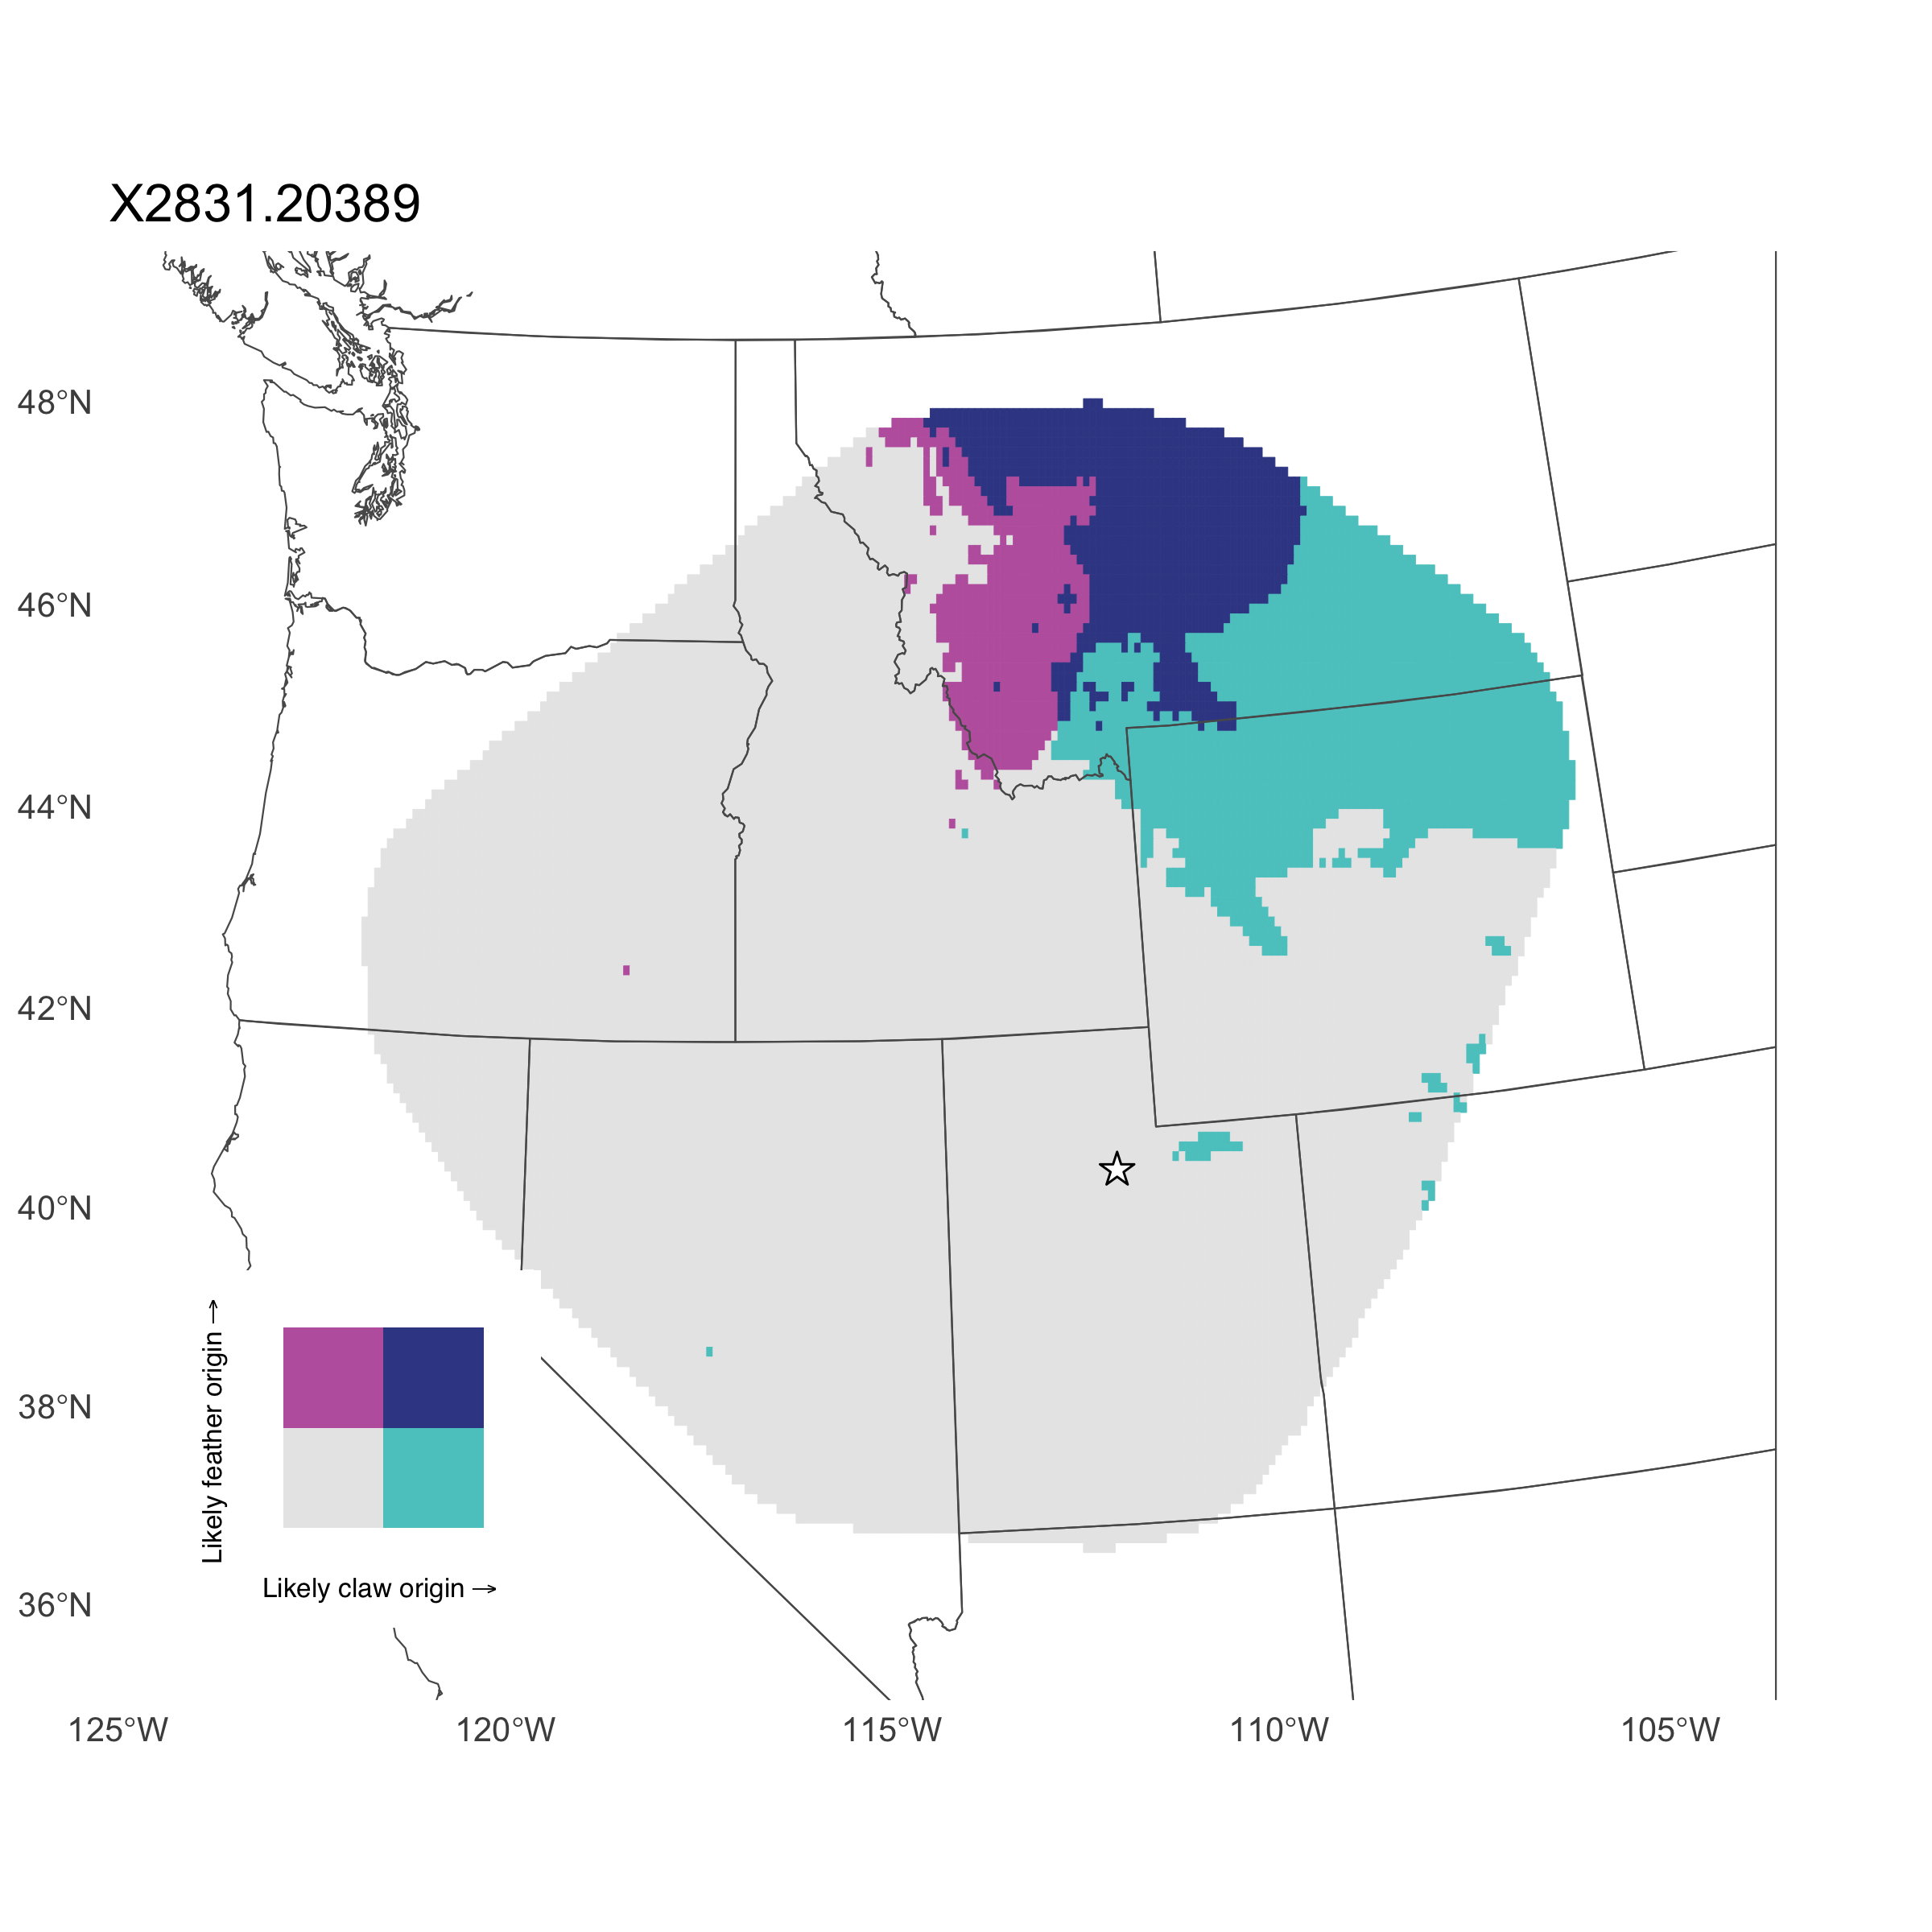 X2831.20389
48°N
46°N
44°N
42°N
40°N
38°N
36°N
Likely feather origin →
Likely claw origin →
125°W
120°W
115°W
110°W
105°W